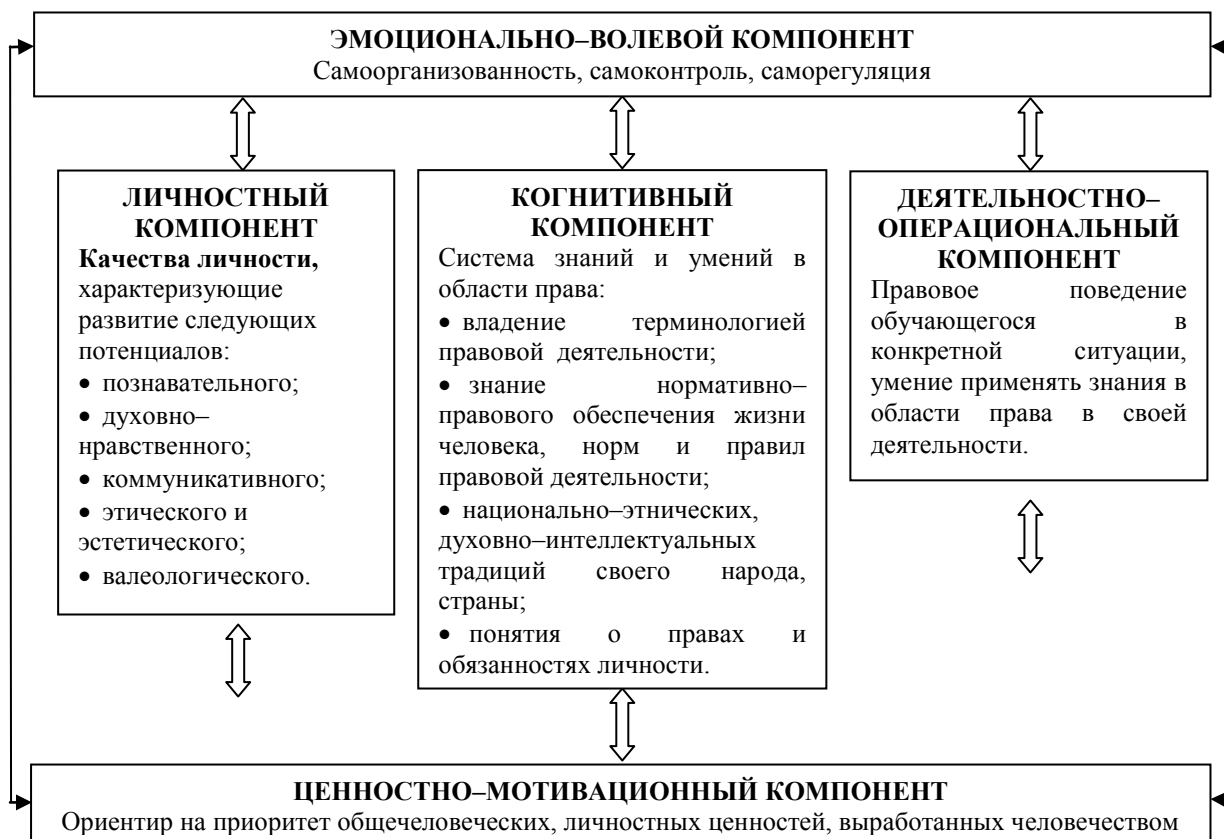 ЭМОЦИОНАЛЬНО–ВОЛЕВОЙ КОМПОНЕНТ
Самоорганизованность, самоконтроль, саморегуляция
ЛИЧНОСТНЫЙ
КОМПОНЕНТ
Качества личности,
характеризующие
развитие следующих
потенциалов:
• познавательного;
• духовно–
нравственного;
• коммуникативного;
• этического и
эстетического;
• валеологического.
КОГНИТИВНЫЙ
КОМПОНЕНТ
Система знаний и умений в
области права:
• владение терминологией
правовой деятельности;
• знание нормативно–
правового обеспечения жизни
человека, норм и правил
правовой деятельности;
• национально–этнических,
духовно–интеллектуальных
традиций своего народа,
страны;
• понятия о правах и
обязанностях личности.
ДЕЯТЕЛЬНОСТНО–
ОПЕРАЦИОНАЛЬНЫЙ
КОМПОНЕНТ
Правовое поведение
обучающегося в
конкретной ситуации,
умение применять знания в
области права в своей
деятельности.
ЦЕННОСТНО–МОТИВАЦИОННЫЙ КОМПОНЕНТ
Ориентир на приоритет общечеловеческих, личностных ценностей, выработанных человечеством